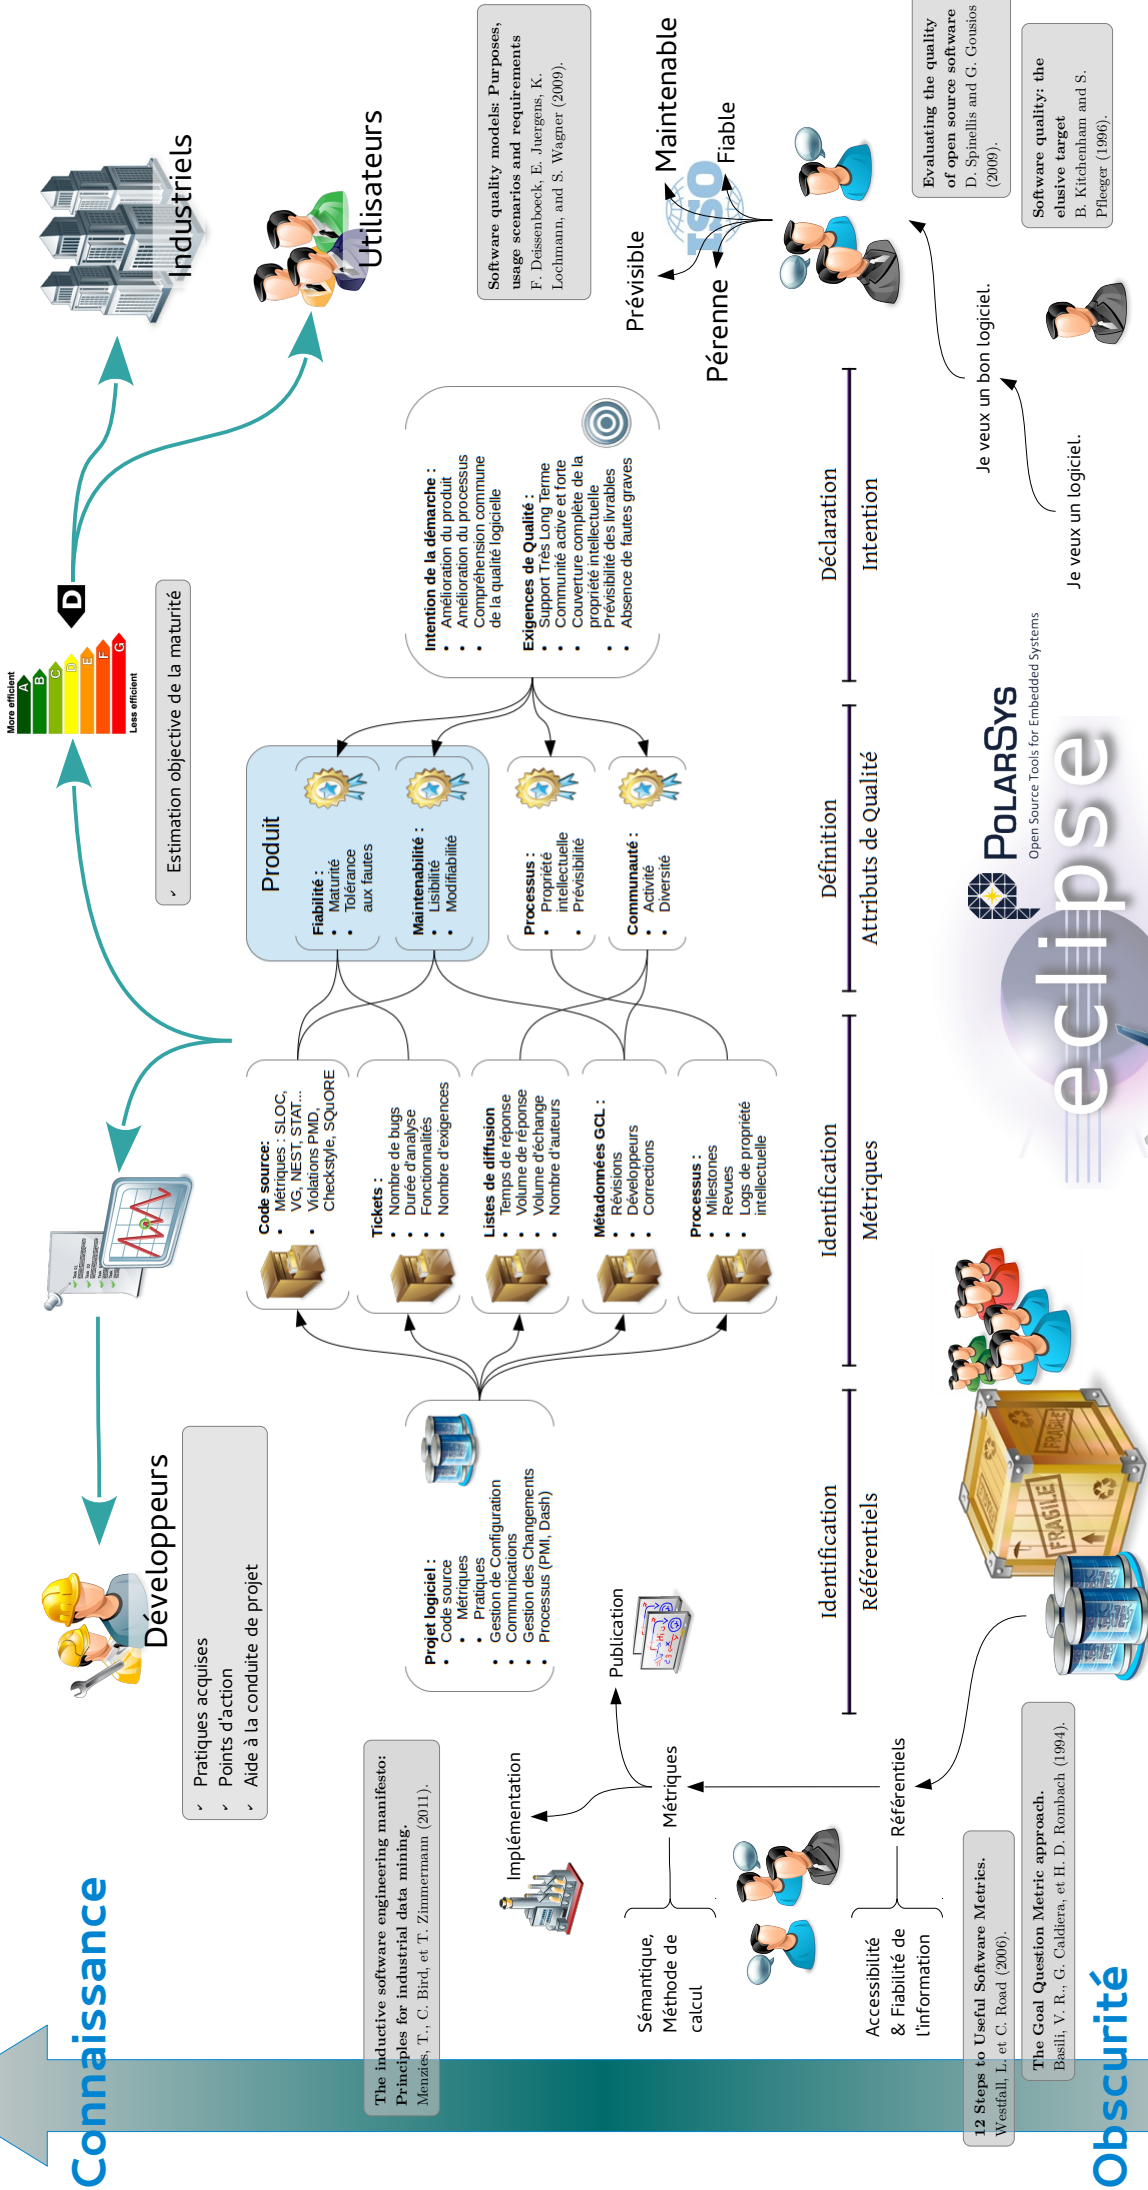 Connaissance
Développeurs
✓ Pratiques acquises
✓ Points d'action
✓ Aide à la conduite de projet
More efficient
A
B
C
D
E
F
G
Less efficient
D
✓ Estimation objective de la maturité
Industriels
Utilisateurs
The inductive software engineering manifesto:
Principles for industrial data mining.
Menzies, T., C. Bird, et T. Zimmermann (2011).
Software quality models: Purposes,
usage scenarios and requirements
F. Deissenboeck, E. Juergens, K.
Lochmann, and S. Wagner (2009).
Implémentation
Publication
Sémantique,
Méthode de
calcul
Métriques
Accessibilité
& Fiabilité de
l'information
Référentiels
Projet logiciel :
• Code source
• Métriques
• Pratiques
• Gestion de Configuration
• Communications
• Gestion des Changements
• Processus (PMI, Dash)
Code source:
• Métriques : SLOC,
VG, NEST, STAT...
• Violations PMD,
Checkstyle, SQuORE
Tickets :
• Nombre de bugs
• Durée d'analyse
• Fonctionnalités
• Nombre d'exigences
Listes de diffusion
• Temps de réponse
• Volume de réponse
• Volume d'échange
• Nombre d'auteurs
Métadonnées GCL :
• Révisions
• Développeurs
• Corrections
Processus :
• Milestones
• Revues
• Logs de propriété
intellectuelle
Produit
Fiabilité :
• Maturité
• Tolérance
aux fautes
Maintenabilité :
• Lisibilité
• Modifiabilité
Processus :
• Propriété
intellectuelle
• Prévisibilité
Communauté :
• Activité
• Diversité
Intention de la démarche :
• Amélioration du produit
• Amélioration du processus
• Compréhension commune
de la qualité logicielle
Exigences de Qualité :
• Support Très Long Terme
• Communité active et forte
• Couverture complète de la
propriété intellectuelle
• Prévisibilité des livrables
• Absence de fautes graves
Prévisible
Maintenable
Pérenne
Fiable
ISO
Identification
Référentiels
Identification
Métriques
Définition
Attributs de Qualité
Déclaration
Intention
Evaluating the quality
of open source software
D. Spinellis and G. Gousios
(2009).
Software quality: the
elusive target
B. Kitchenham and S.
Pfleeger (1996).
Je veux un bon logiciel.
Je veux un logiciel.
12 Steps to Useful Software Metrics.
Westfall, L. et C. Road (2006).
The Goal Question Metric approach.
Basili, V. R., G. Caldiera, et H. D. Rombach (1994).
FRAGILE
FRAGILE
POLARSYS
Open Source Tools for Embedded Systems
eclipse
Obscurité